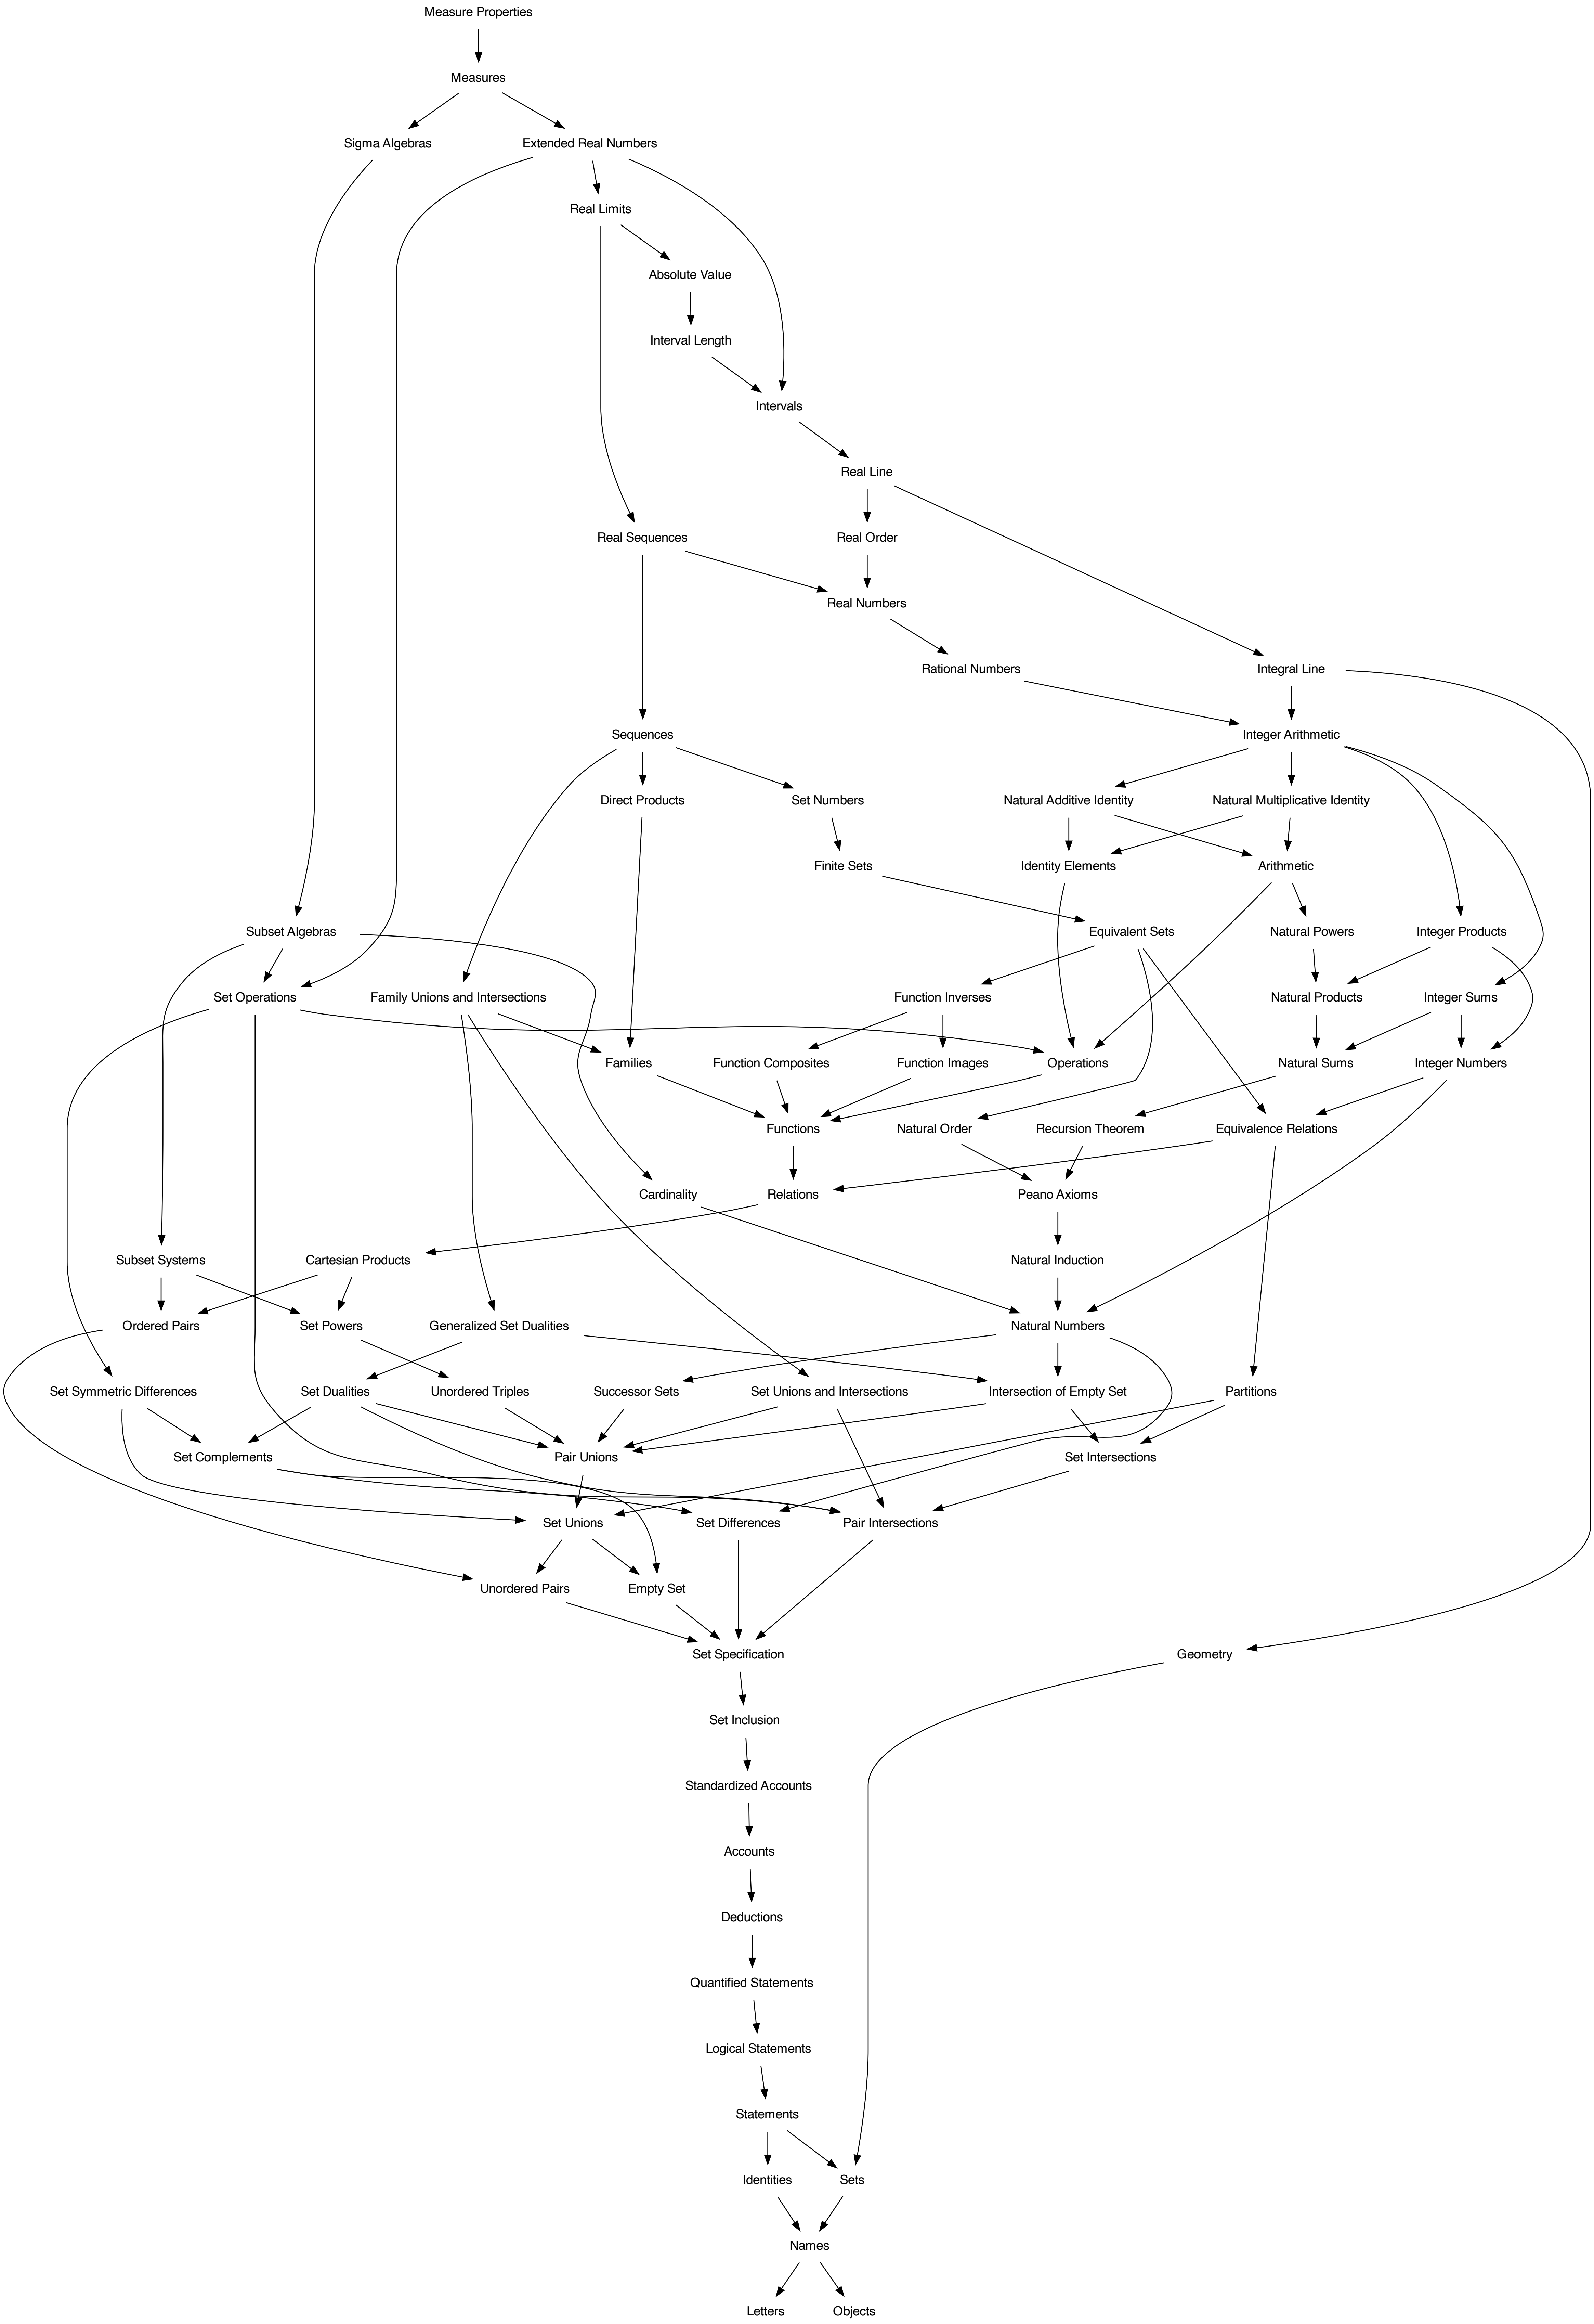 Measure Properties
Measures
Sigma Algebras
Extended Real Numbers
Real Limits
Absolute Value
Interval Length
Intervals
Real Line
Real Sequences
Real Order
Real Numbers
Rational Numbers
Integral Line
Sequences
Integer Arithmetic
Direct Products
Set Numbers
Natural Additive Identity
Natural Multiplicative Identity
Finite Sets
Identity Elements
Arithmetic
Subset Algebras
Equivalent Sets
Natural Powers
Integer Products
Set Operations
Family Unions and Intersections
Function Inverses
Natural Products
Integer Sums
Families
Function Composites
Function Images
Operations
Natural Sums
Integer Numbers
Functions
Natural Order
Recursion Theorem
Equivalence Relations
Cardinality
Relations
Peano Axioms
Subset Systems
Cartesian Products
Natural Induction
Ordered Pairs
Set Powers
Generalized Set Dualities
Natural Numbers
Set Symmetric Differences
Set Dualities
Unordered Triples
Successor Sets
Set Unions and Intersections
Intersection of Empty Set
Partitions
Set Complements
Pair Unions
Set Intersections
Set Unions
Set Differences
Pair Intersections
Unordered Pairs
Empty Set
Set Specification
Geometry
Set Inclusion
Standardized Accounts
Accounts
Deductions
Quantified Statements
Logical Statements
Statements
Identities
Sets
Names
Letters
Objects